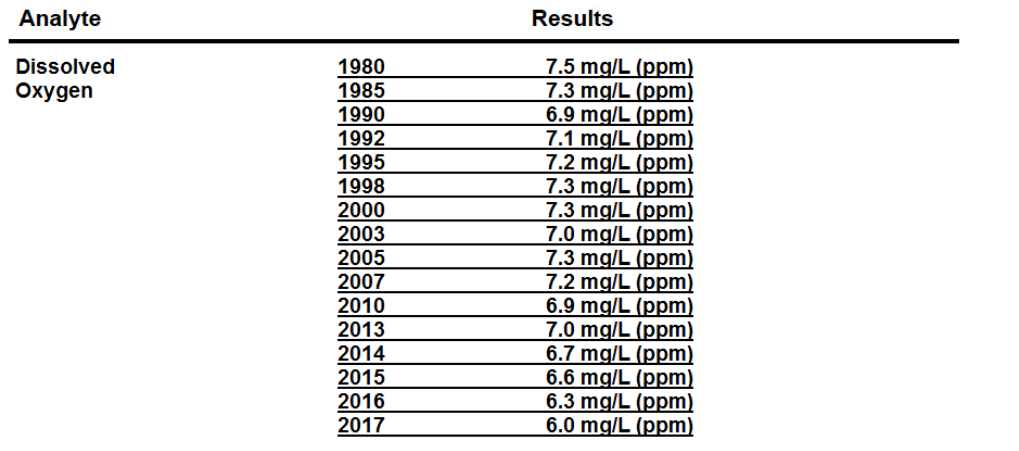 Analyte Results
Dissolved 1980 7.5 mg/L (ppm)
Oxygen 1985 7.3 mg/L (ppm)
1990 6.9 mg/L (ppm)
1992 7.1 mg/L (ppm)
1995 7.2 mg/L (ppm)
1998 7.3 mg/L (ppm)
2000 7.3 mg/L (ppm)
2003 7.0 mg/L (ppm)
2005 7.3 mg/L (ppm)
2007 7.2 mg/L (ppm)
2010 6.9 mg/L (ppm)
2013 7.0 mg/L (ppm)
2014 6.7 mg/L (ppm)
2015 6.6 mg/L (ppm)
2016 6.3 mg/L (ppm)
2017 6.0 mg/L (ppm)